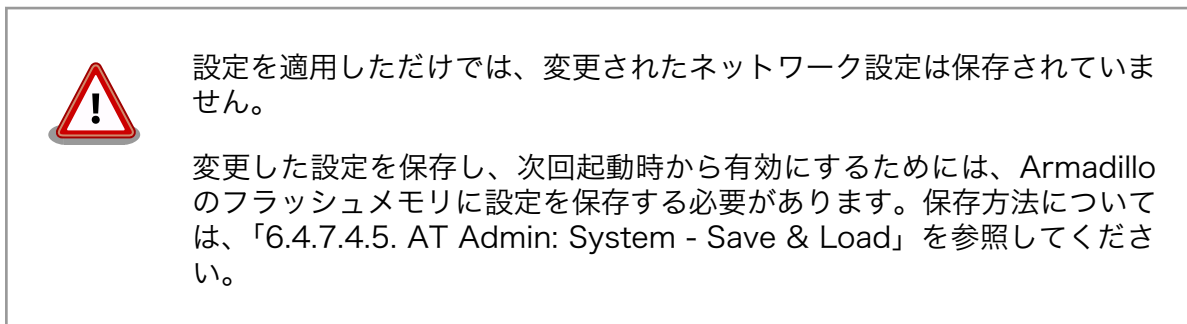 設定を適用しただけでは、変更されたネットワーク設定は保存されていま
せん。
変更した設定を保存し、次回起動時から有効にするためには、Armadillo
のフラッシュメモリに設定を保存する必要があります。保存方法について
は、「6.4.7.4.5. AT Admin: System - Save & Load」を参照してくださ
い。